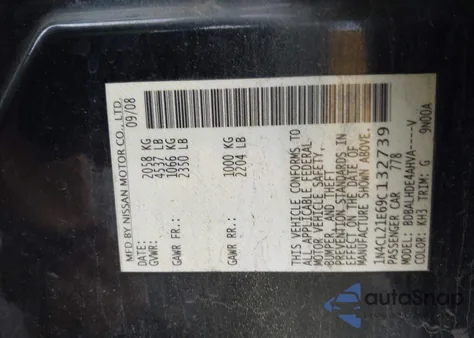 MFD BY NISSAN MOTOR CO., LTD.
09/08
DATE:
GVWR: 2058 KG
4537 LB
GAWR FR.: 1066 KG
2350 LB
GAWR RR.: 1000 KG
2204 LB
THIS VEHICLE CONFORMS TO
ALL APPLICABLE FEDERAL
MOTOR VEHICLE SAFETY,
BUMPER, AND THEFT
PREVENTION STANDARDS IN
EFFECT ON THE DATE OF
MANUFACTURE SHOWN ABOVE.
1N4CL21E69C132739
PASSENGER CAR 778
MODEL: BDBALHDE4AHVA----V
COLOR: KH3 TRIM: G 9N00A
autoSnap